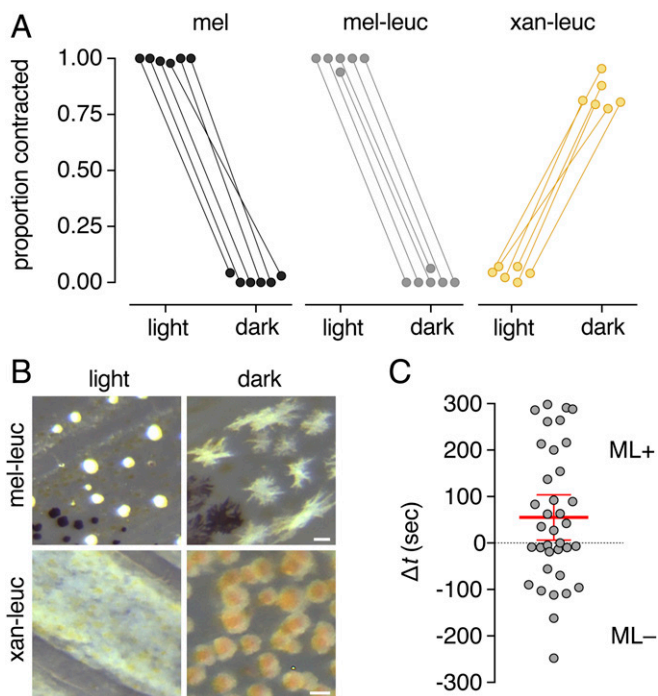 A
mel
mel-leuc
xan-leuc
proportion contracted
1.00
0.75
0.50
0.25
0.00
light
dark
light
dark
light
dark
B
light
dark
mel-leuc
xan-leuc
C
Δt (sec)
300
200
100
0
-100
-200
-300
ML+
ML–